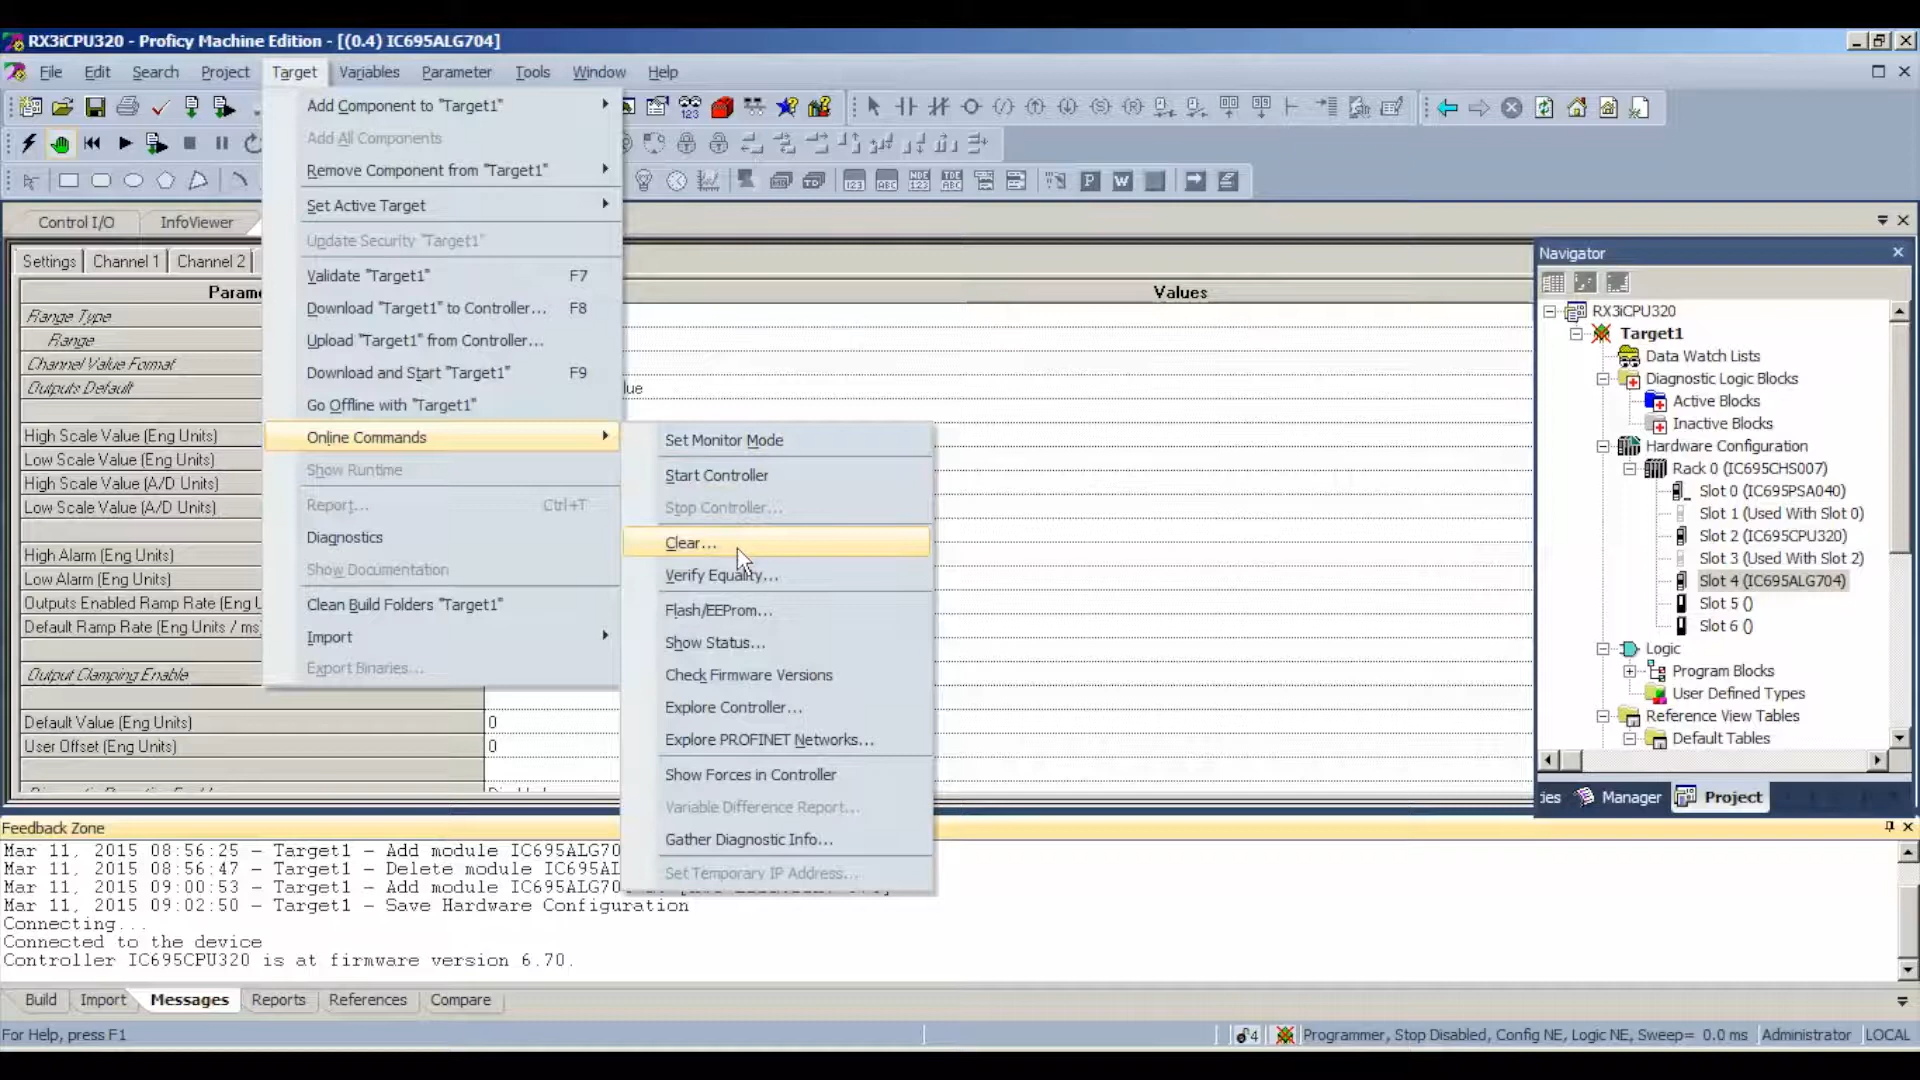 RX3iCPU320 - Proficy Machine Edition - [(0.4) IC695ALG704]
File Edit Search Project Target Variables Parameter Tools Window Help
Control I/O InfoViewer
Settings Channel 1 Channel 2
Values
Range Type
Range
Channel Value Format
Outputs Default
lue
High Scale Value (Eng Units)
Low Scale Value (Eng Units)
High Scale Value (A/D Units)
Low Scale Value (A/D Units)
High Alarm (Eng Units)
Low Alarm (Eng Units)
Outputs Enabled Ramp Rate (Eng U
Default Ramp Rate (Eng Units / ms)
Output Clamping Enable
Default Value (Eng Units) 0
User Offset (Eng Units) 0
Add Component to "Target1"
Add All Components
Remove Component from "Target1"
Set Active Target
Update Security "Target1"
Validate "Target1" F7
Download "Target1" to Controller... F8
Upload "Target1" from Controller...
Download and Start "Target1" F9
Go Offline with "Target1"
Online Commands
Show Runtime
Report... Ctrl+T
Diagnostics
Show Documentation
Clean Build Folders "Target1"
Import
Export Binaries...
Set Monitor Mode
Start Controller
Stop Controller...
Clear...
Verify Equality...
Flash/EEProm...
Show Status...
Check Firmware Versions
Explore Controller...
Explore PROFINET Networks...
Show Forces in Controller
Variable Difference Report...
Gather Diagnostic Info...
Set Temporary IP Address...
Navigator
RX3iCPU320
Target1
Data Watch Lists
Diagnostic Logic Blocks
Active Blocks
Inactive Blocks
Hardware Configuration
Rack 0 (IC695CHS007)
Slot 0 (IC695PSA040)
Slot 1 (Used With Slot 0)
Slot 2 (IC695CPU320)
Slot 3 (Used With Slot 2)
Slot 4 (IC695ALG704)
Slot 5 ()
Slot 6 ()
Logic
Program Blocks
User Defined Types
Reference View Tables
Default Tables
ties Manager Project
Feedback Zone
Mar 11, 2015 08:56:25 - Target1 - Add module IC695ALG70
Mar 11, 2015 08:56:47 - Target1 - Delete module IC695AL
Mar 11, 2015 09:00:53 - Target1 - Add module IC695ALG70
Mar 11, 2015 09:02:50 - Target1 - Save Hardware Configuration
Connecting...
Connected to the device
Controller IC695CPU320 is at firmware version 6.70.
Build Import Messages Reports References Compare
For Help, press F1
4 Programmer, Stop Disabled, Config NE, Logic NE, Sweep= 0.0 ms Administrator LOCAL